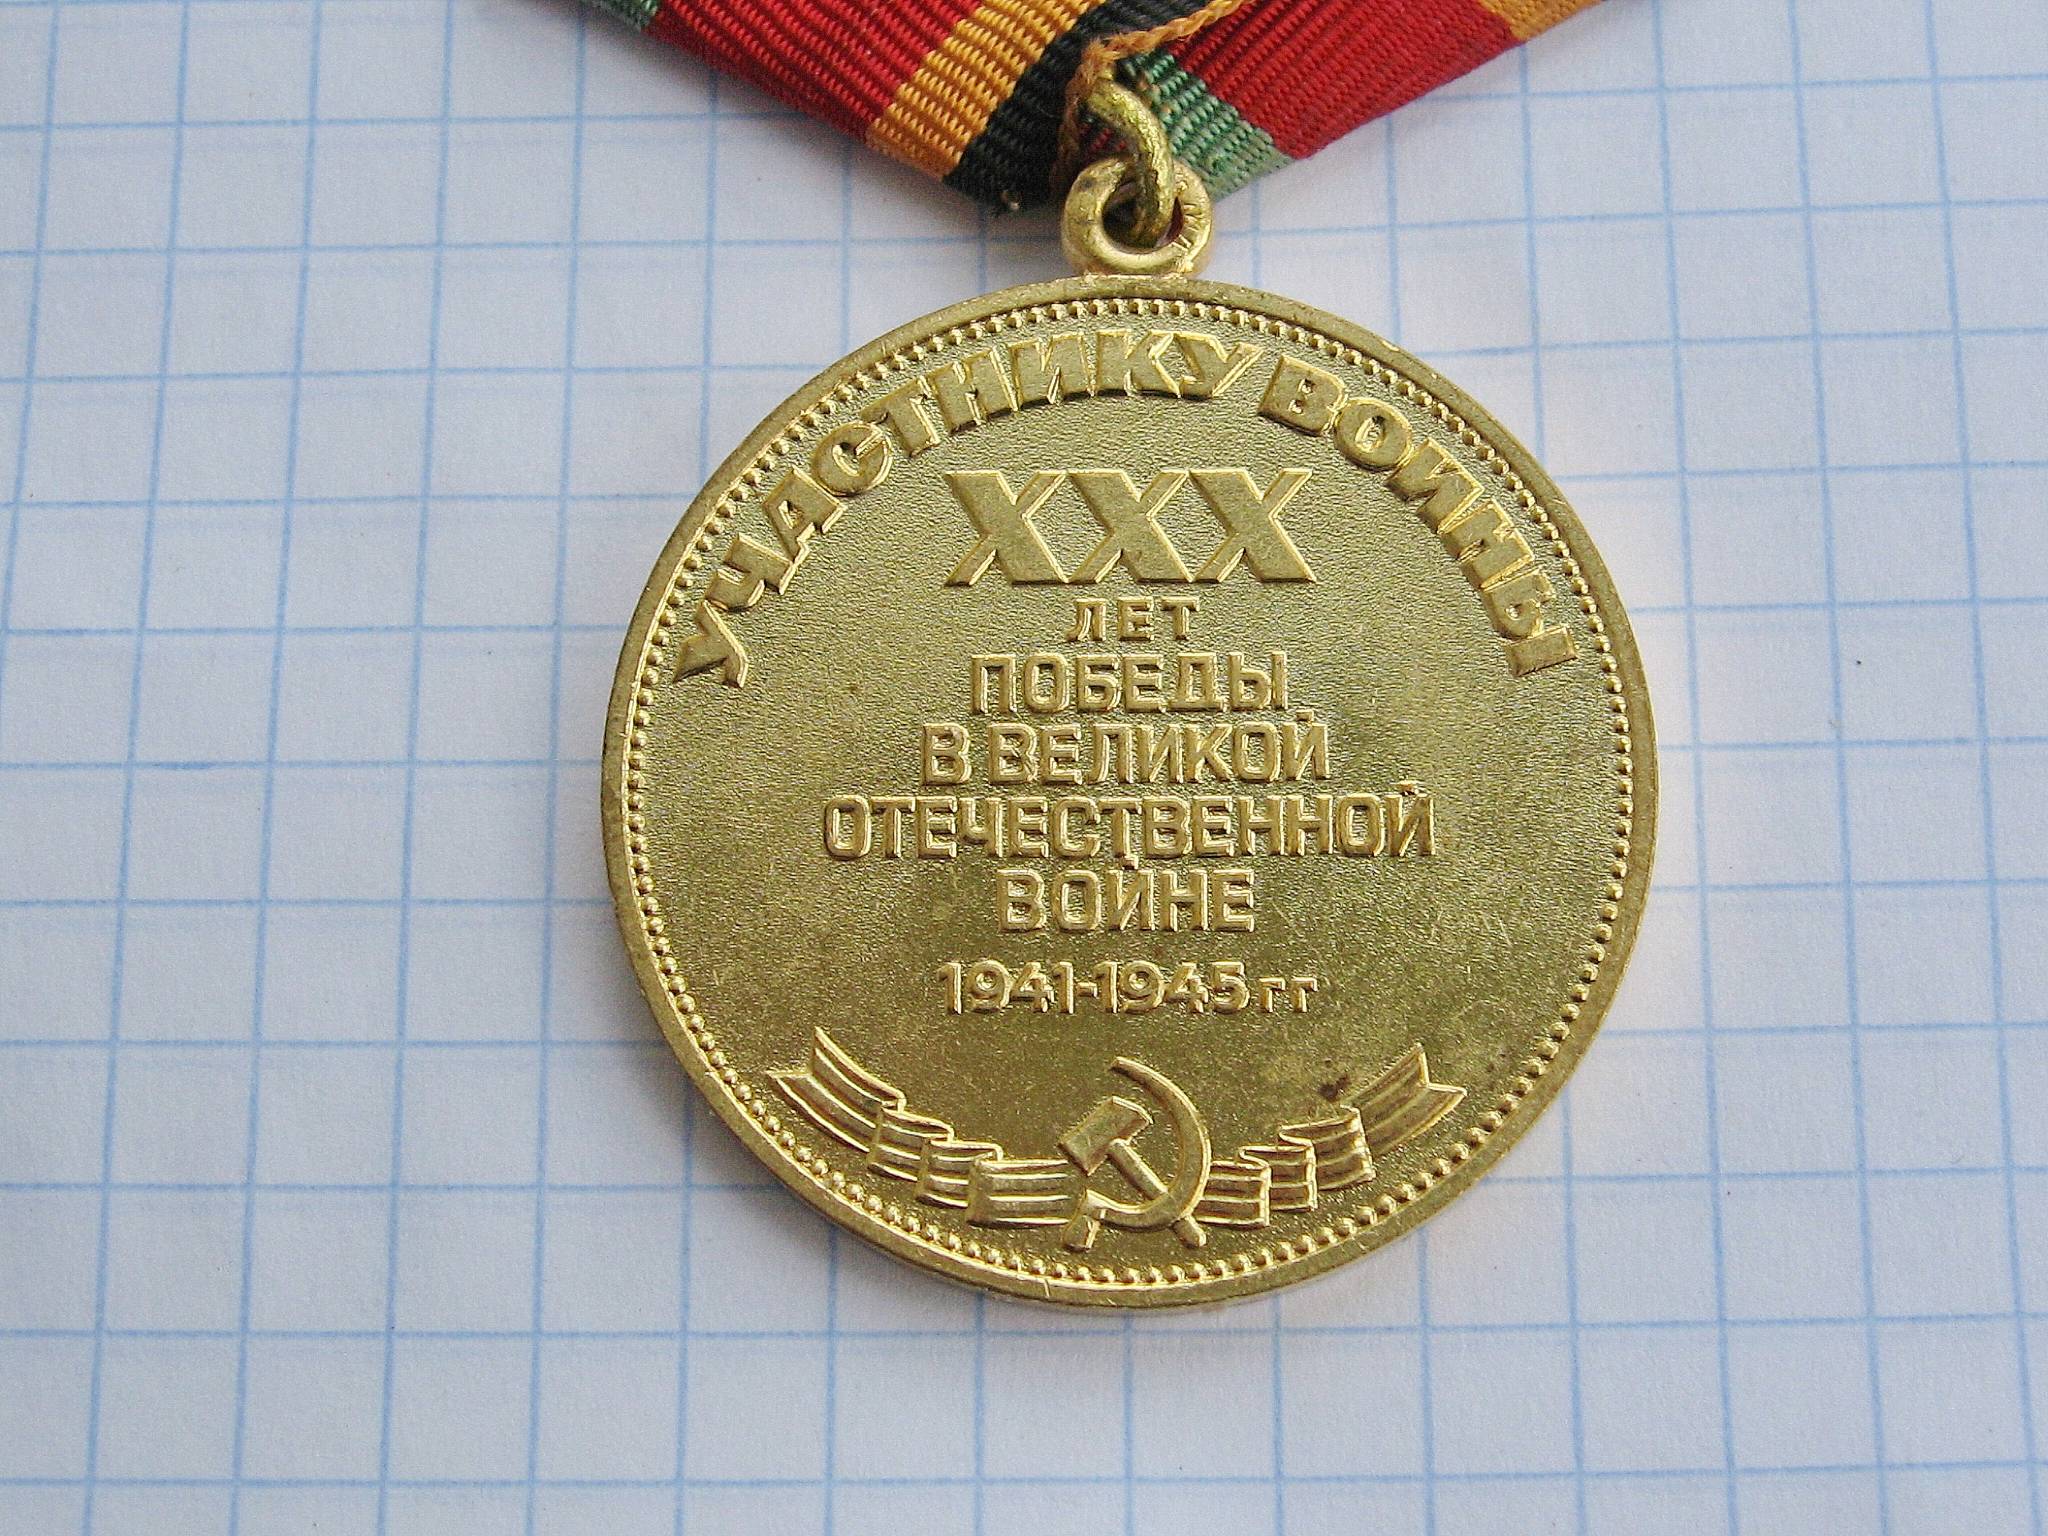 УЧАСТНИКУ ВОЙНЫ
XXX
ЛЕТ
ПОБЕДЫ
В ВЕЛИКОЙ
ОТЕЧЕСТВЕННОЙ
ВОЙНЕ
1941-1945 гг